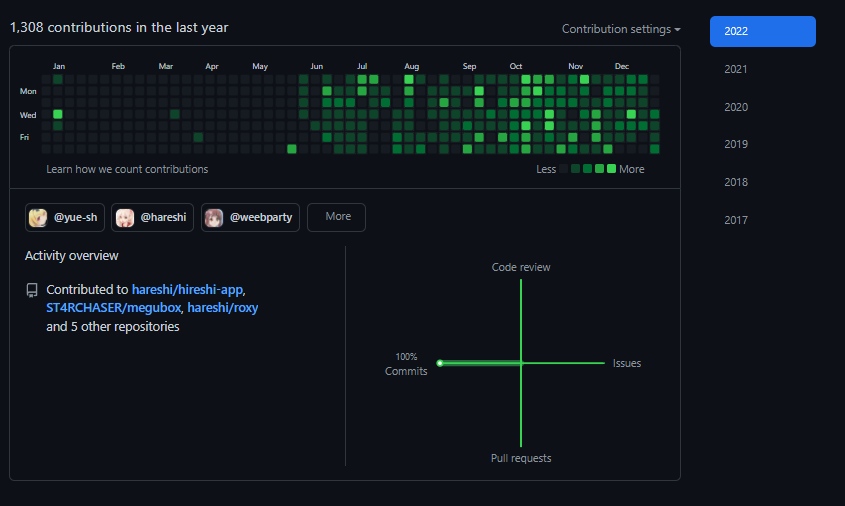 1,308 contributions in the last year
Contribution settings
2022
2021
2020
2019
2018
2017
Jan Feb Mar Apr May Jun Jul Aug Sep Oct Nov Dec
Mon
Wed
Fri
Learn how we count contributions
Less More
@yue-sh @hareshi @weebparty More
Activity overview
Contributed to hareshi/hireshi-app,
ST4RCHASER/megubox, hareshi/roxy
and 5 other repositories
Code review
100%
Commits
Issues
Pull requests